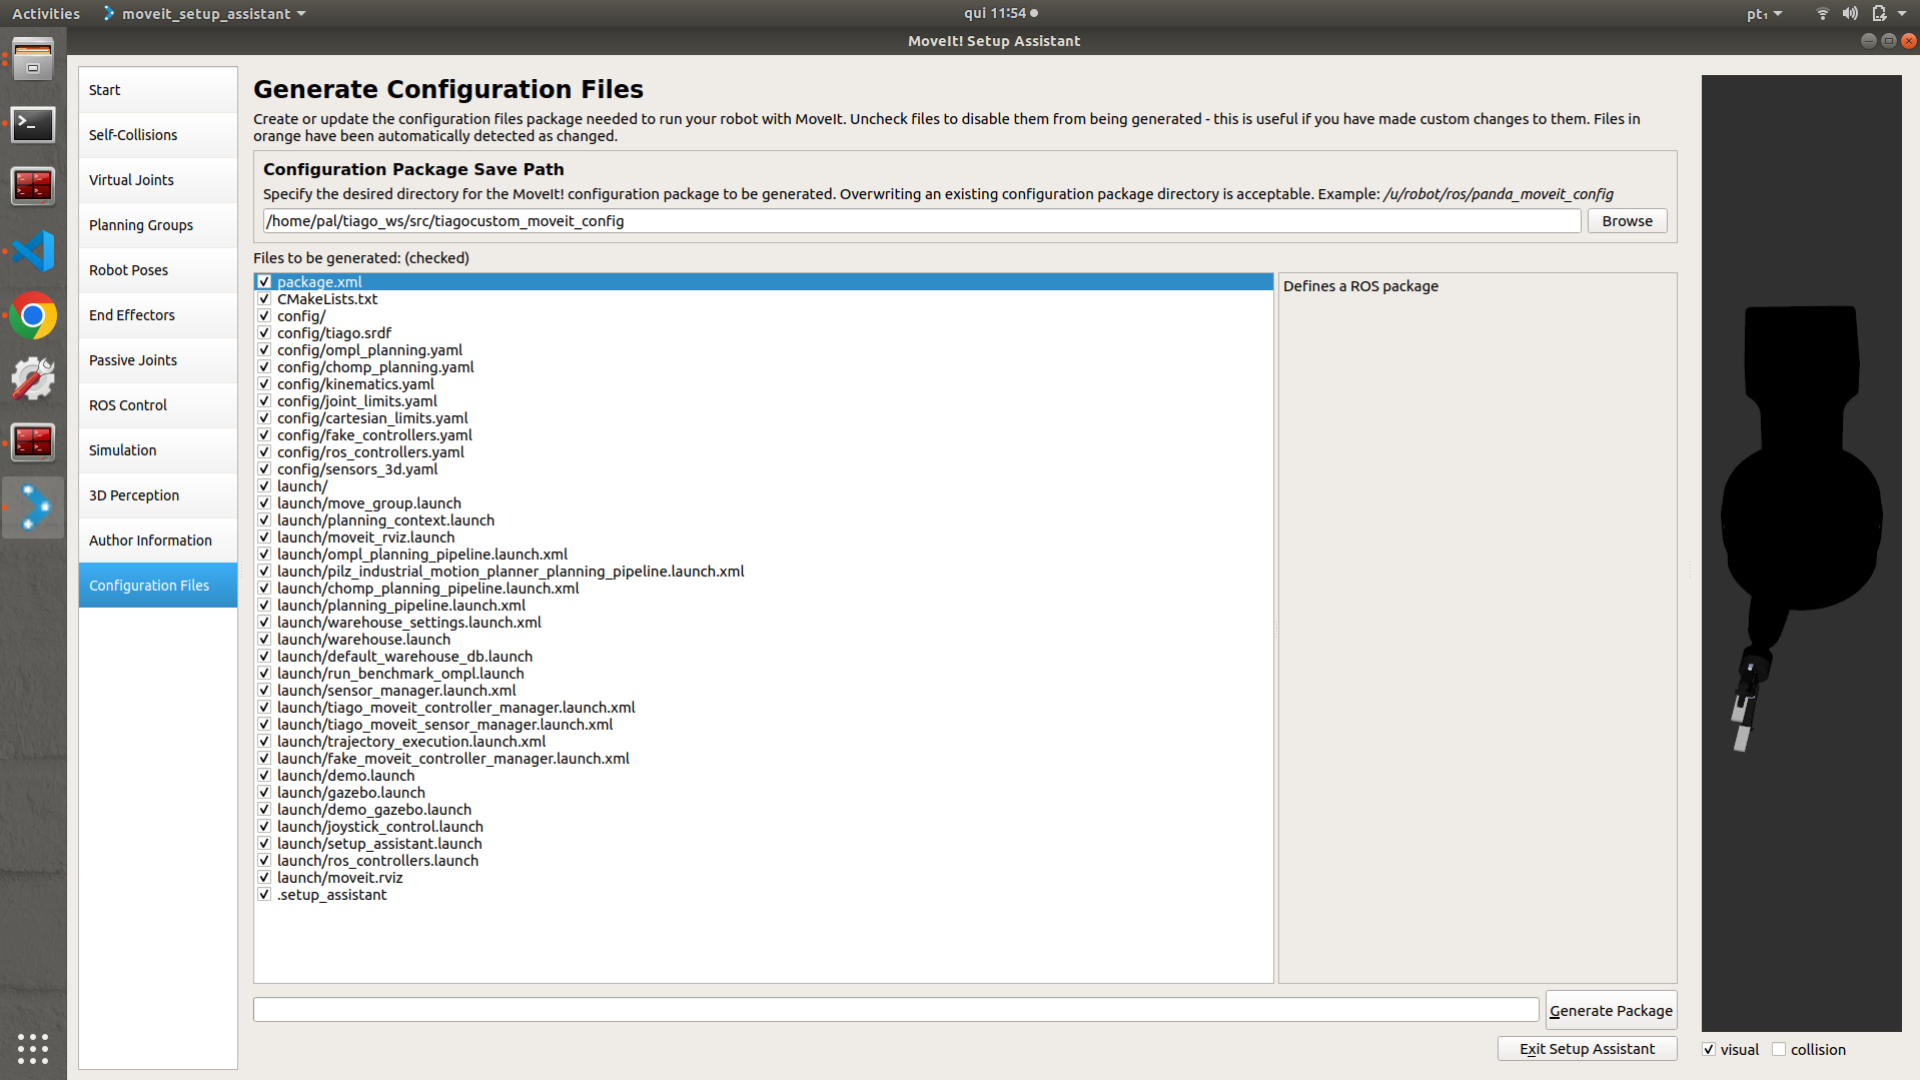 Activities
moveit_setup_assistant
qui 11:54
pt₁
MoveIt! Setup Assistant
Start
Self-Collisions
Virtual Joints
Planning Groups
Robot Poses
End Effectors
Passive Joints
ROS Control
Simulation
3D Perception
Author Information
Configuration Files
Generate Configuration Files
Create or update the configuration files package needed to run your robot with MoveIt. Uncheck files to disable them from being generated - this is useful if you have made custom changes to them. Files in
orange have been automatically detected as changed.
Configuration Package Save Path
Specify the desired directory for the MoveIt! configuration package to be generated. Overwriting an existing configuration package directory is acceptable. Example: /u/robot/ros/panda_moveit_config
/home/pal/tiago_ws/src/tiagocustom_moveit_config
Browse
Files to be generated: (checked)
package.xml
CMakeLists.txt
config/
config/tiago.srdf
config/ompl_planning.yaml
config/chomp_planning.yaml
config/kinematics.yaml
config/joint_limits.yaml
config/cartesian_limits.yaml
config/fake_controllers.yaml
config/ros_controllers.yaml
config/sensors_3d.yaml
launch/
launch/move_group.launch
launch/planning_context.launch
launch/moveit_rviz.launch
launch/ompl_planning_pipeline.launch.xml
launch/pilz_industrial_motion_planner_planning_pipeline.launch.xml
launch/chomp_planning_pipeline.launch.xml
launch/planning_pipeline.launch.xml
launch/warehouse_settings.launch.xml
launch/warehouse.launch
launch/default_warehouse_db.launch
launch/run_benchmark_ompl.launch
launch/sensor_manager.launch.xml
launch/tiago_moveit_controller_manager.launch.xml
launch/tiago_moveit_sensor_manager.launch.xml
launch/trajectory_execution.launch.xml
launch/fake_moveit_controller_manager.launch.xml
launch/demo.launch
launch/gazebo.launch
launch/demo_gazebo.launch
launch/joystick_control.launch
launch/setup_assistant.launch
launch/ros_controllers.launch
launch/moveit.rviz
.setup_assistant
Defines a ROS package
Generate Package
Exit Setup Assistant
visual
collision